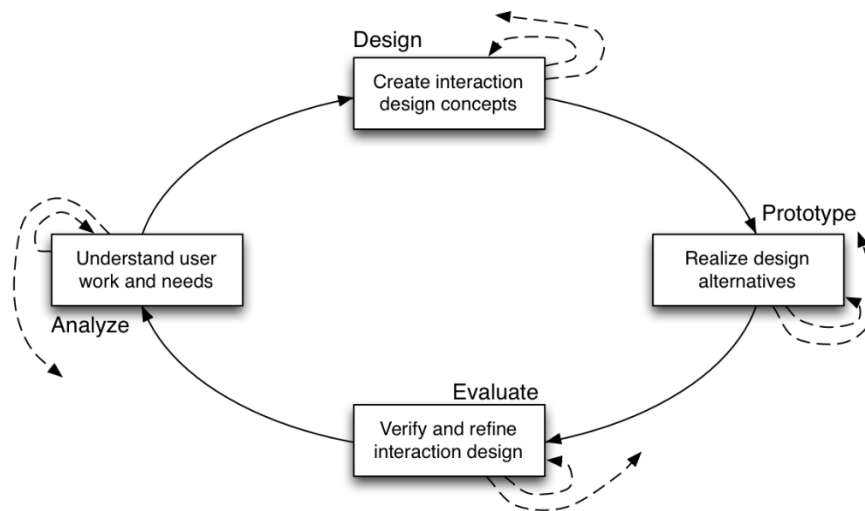 Design
Create interaction
design concepts
Prototype
Realize design
alternatives
Understand user
work and needs
Analyze
Evaluate
Verify and refine
interaction design